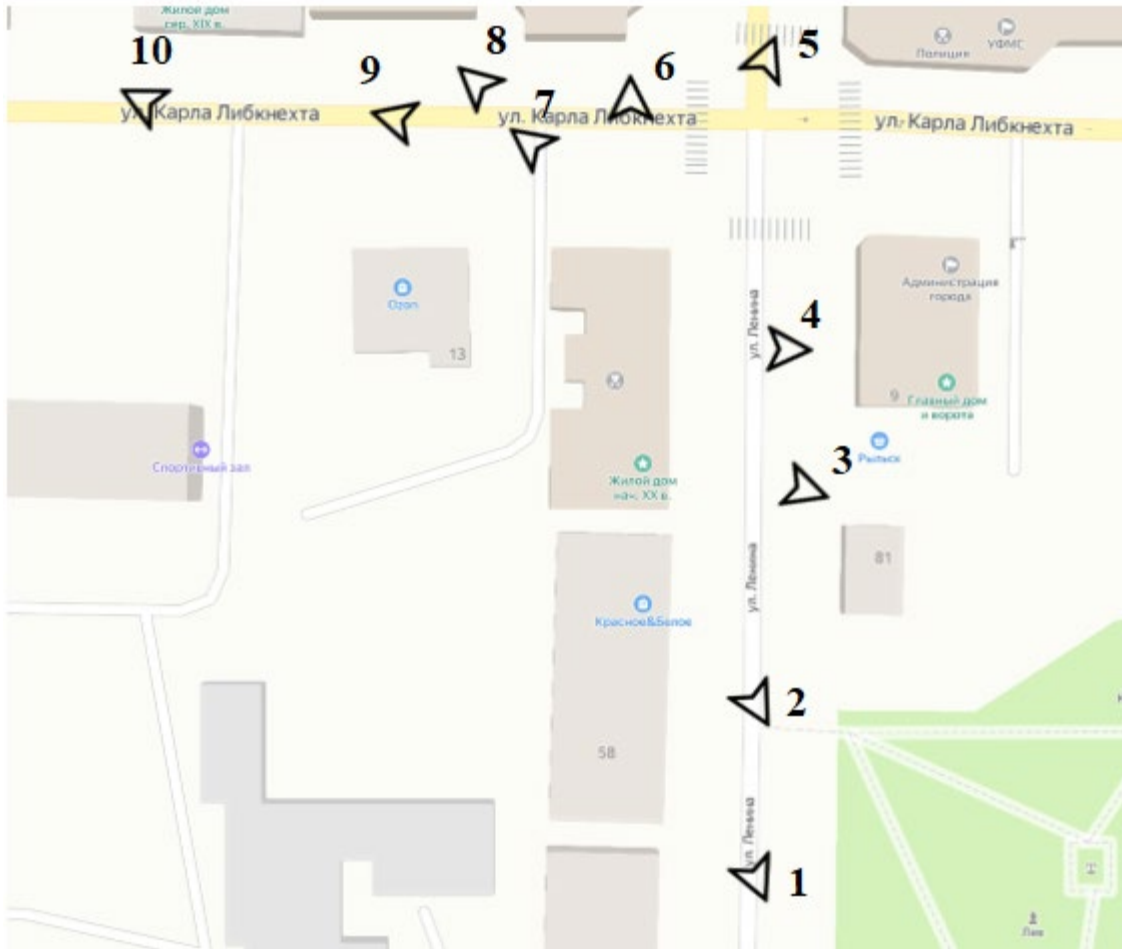 Жилой дом
сер. XIX в.
8
5
Полиция
УФМС
10
9
6
7
ул. Карла Либкнехта
ул. Карла Либкнехта
ул. Карла Либкнехта
Администрация
города
Ozon
ул. Ленина
4
13
9
Главный дом
и ворота
3
Рыльск
Спортивный зал
Жилой дом
нач. XX в.
81
ул. Ленина
Красное&Белое
2
58
ул. Ленина
1